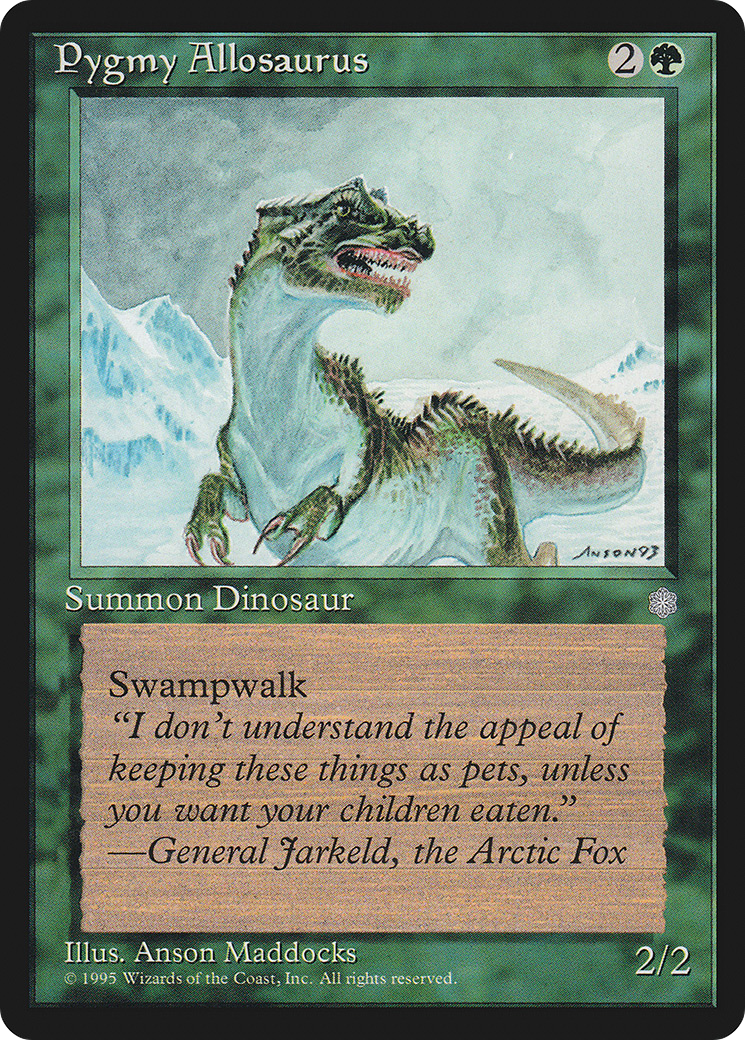 Pygmy Allosaurus 2
ANSON93
Summon Dinosaur
Swampwalk
“I don’t understand the appeal of
keeping these things as pets, unless
you want your children eaten.”
—General Jarkeld, the Arctic Fox
Illus. Anson Maddocks
© 1995 Wizards of the Coast, Inc. All rights reserved.
2/2